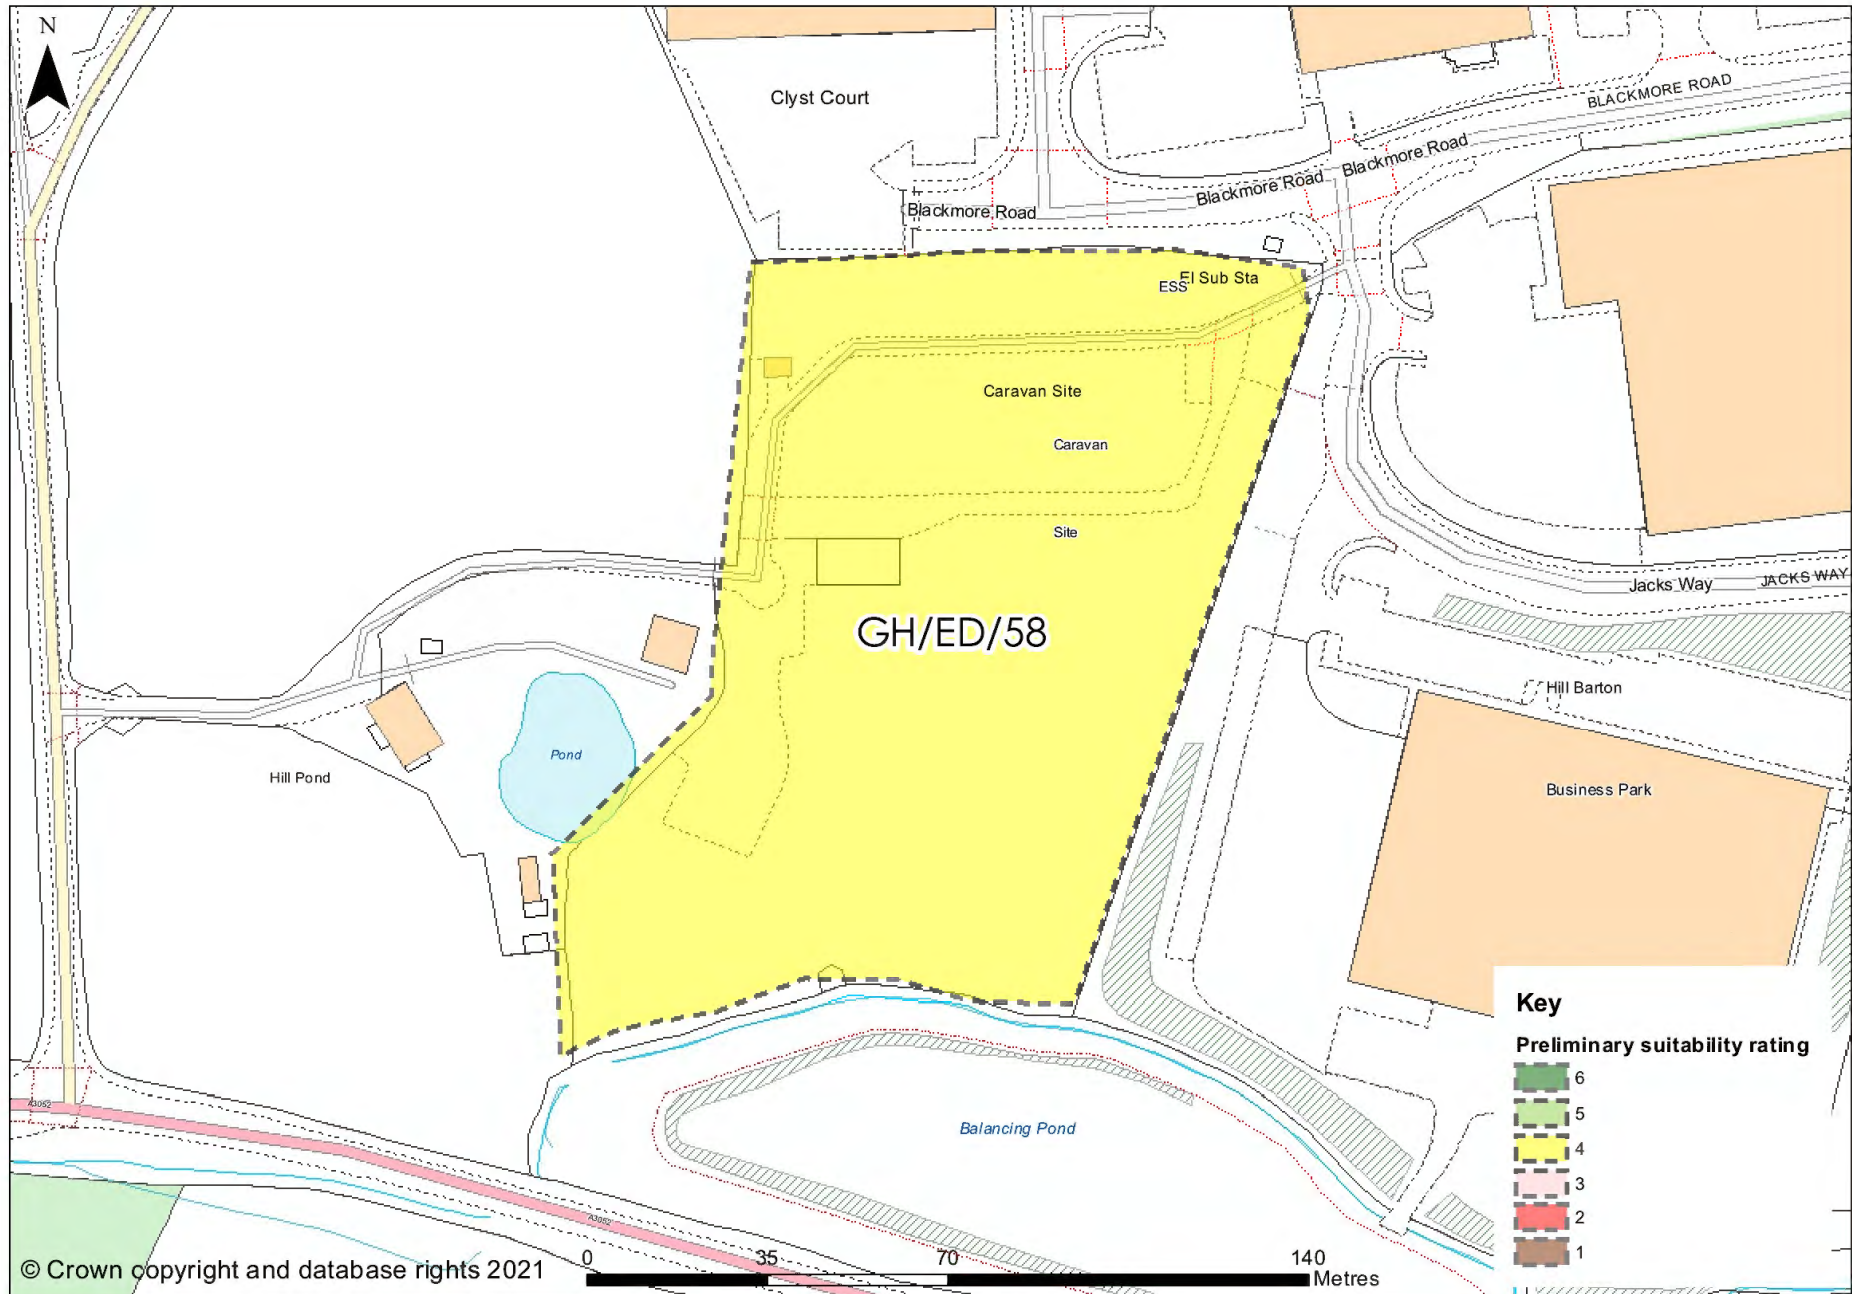 N
Clyst Court
BLACKMORE ROAD
Blackmore Road
Blackmore Road
Blackmore Road
El Sub Sta
ESS
Caravan Site
Caravan
Site
Jacks Way
JACKS WAY
GH/ED/58
Hill Barton
Pond
Hill Pond
Business Park
Key
Preliminary suitability rating
6
5
4
3
2
1
A3052
Balancing Pond
A3052
© Crown copyright and database rights 2021
0 35 70 140
Metres